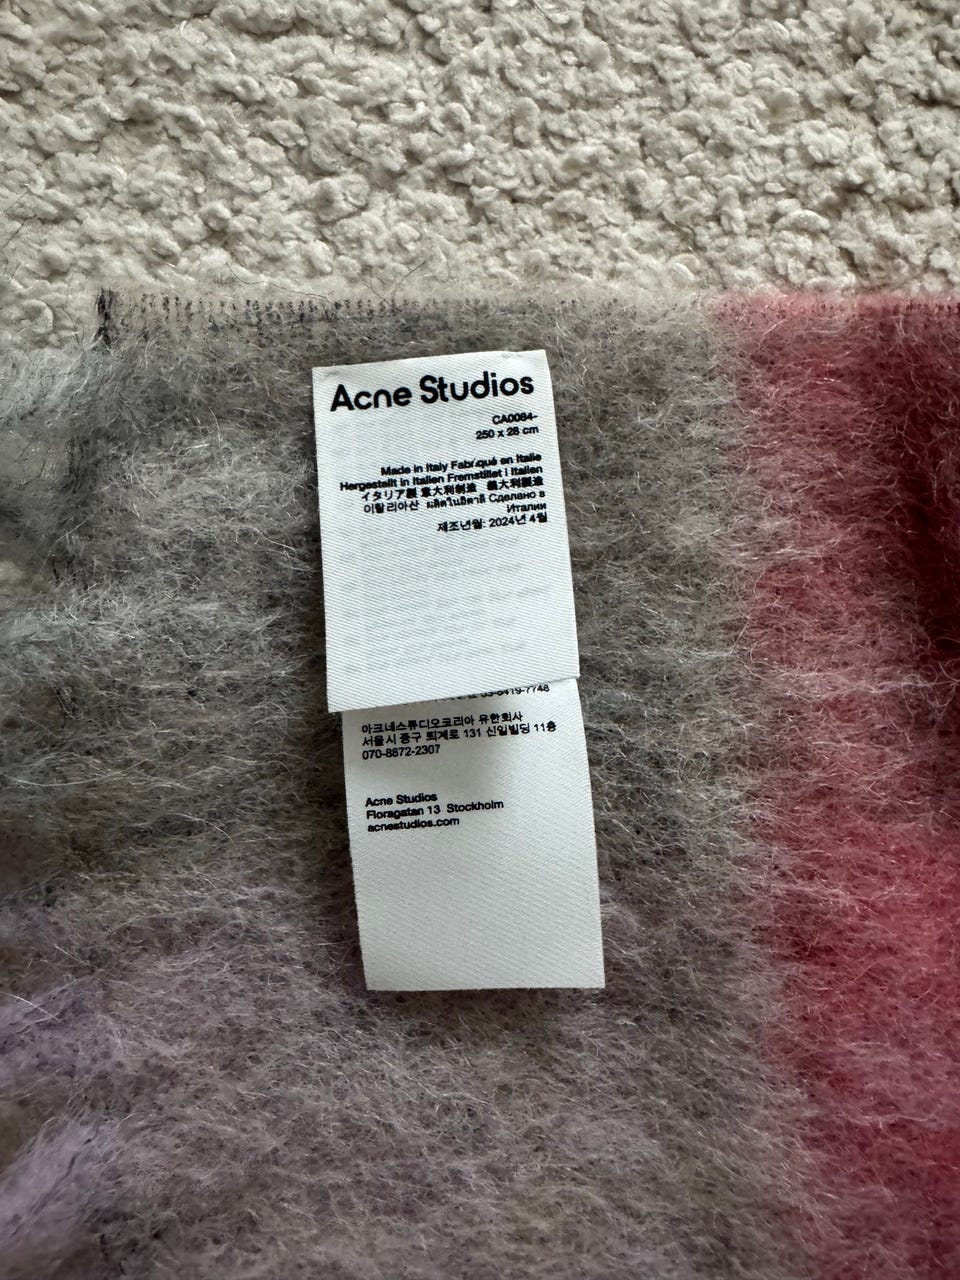 Acne Studios
CA0084-
250 x 28 cm
Made in Italy Fabriqué en Italie
Hergestellt in Italien Fremstillet i Italien
イタリア製 意大利制造 義大利製造
이탈리아산 ผลิตในอิตาลี Сделано в
Италии
제조년월: 2024년 4월
03-6419-7748
아크네스튜디오코리아 유한회사
서울시 중구 퇴계로 131 신일빌딩 11층
070-8872-2307
Acne Studios
Floragatan 13 Stockholm
acnestudios.com